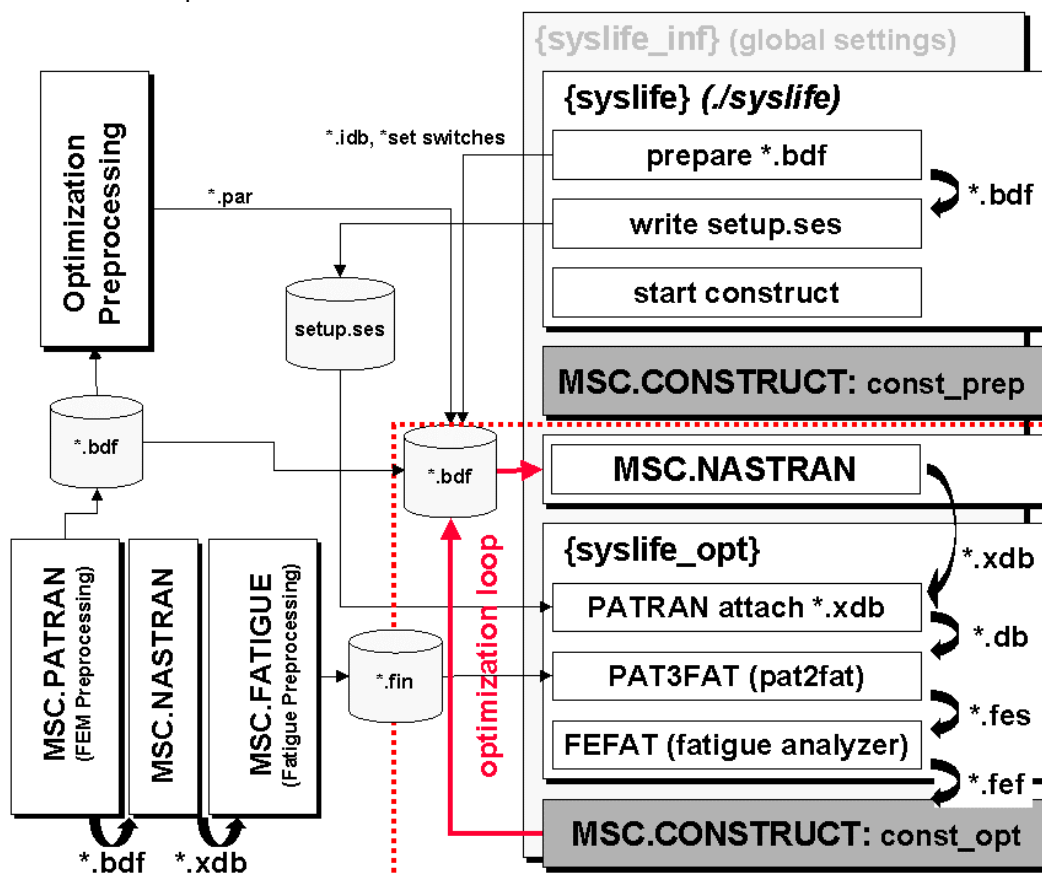 {syslife_inf} (global settings)
{syslife} (./syslife)
prepare *.bdf
*.bdf
write setup.ses
start construct
*.idb, *set switches
*.par
Optimization
Preprocessing
setup.ses
MSC.CONSTRUCT: const_prep
*.bdf
*.bdf
MSC.NASTRAN
*.xdb
{syslife_opt}
PATRAN attach *.xdb
*.db
PAT3FAT (pat2fat)
*.fes
FEFAT (fatigue analyzer)
*.fef
MSC.CONSTRUCT: const_opt
optimization loop
*.fin
MSC.PATRAN
(FEM Preprocessing)
MSC.NASTRAN
MSC.FATIGUE
(Fatigue Preprocessing)
*.bdf
*.xdb